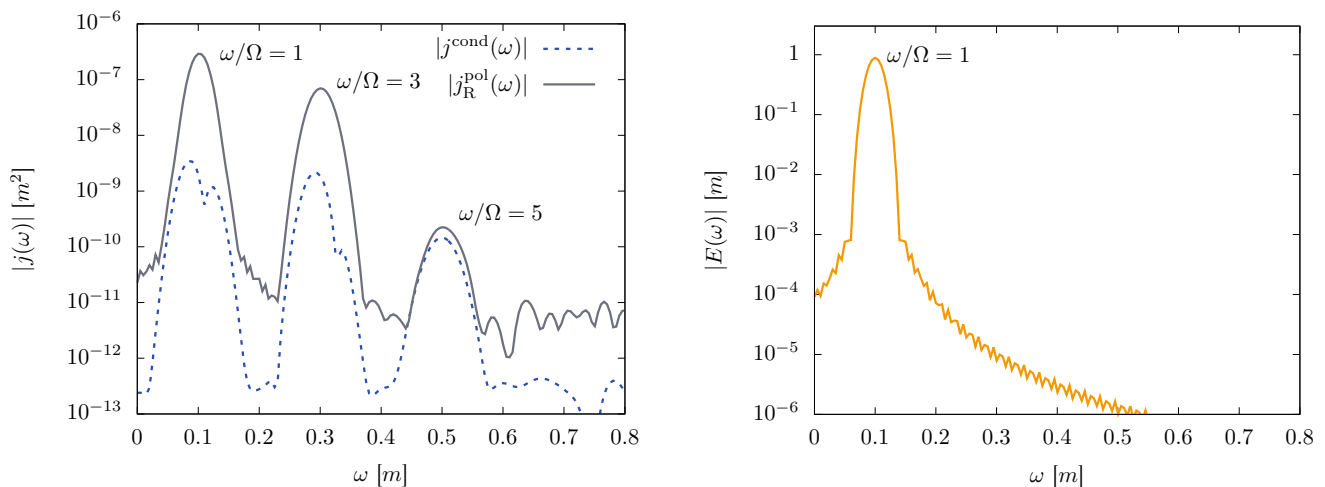 |j(ω)| [m²]
10⁻⁶
10⁻⁷
10⁻⁸
10⁻⁹
10⁻¹⁰
10⁻¹¹
10⁻¹²
10⁻¹³
ω/Ω = 1
ω/Ω = 3
ω/Ω = 5
|j^cond(ω)|
|j_R^pol(ω)|
0 0.1 0.2 0.3 0.4 0.5 0.6 0.7 0.8
ω [m]
|E(ω)| [m]
1
10⁻¹
10⁻²
10⁻³
10⁻⁴
10⁻⁵
10⁻⁶
ω/Ω = 1
0 0.1 0.2 0.3 0.4 0.5 0.6 0.7 0.8
ω [m]